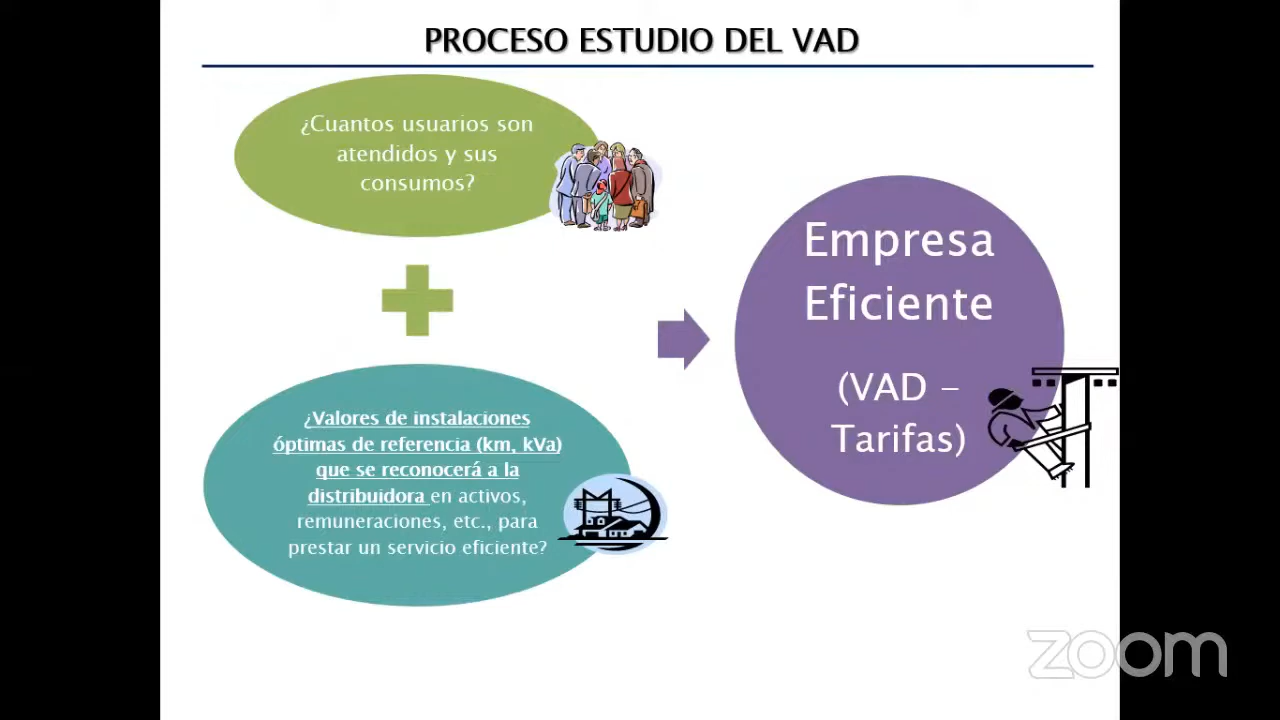 PROCESO ESTUDIO DEL VAD
¿Cuantos usuarios son
atendidos y sus
consumos?
¿Valores de instalaciones
óptimas de referencia (km, kVa)
que se reconocerá a la
distribuidora en activos,
remuneraciones, etc., para
prestar un servicio eficiente?
Empresa
Eficiente
(VAD –
Tarifas)
zoom